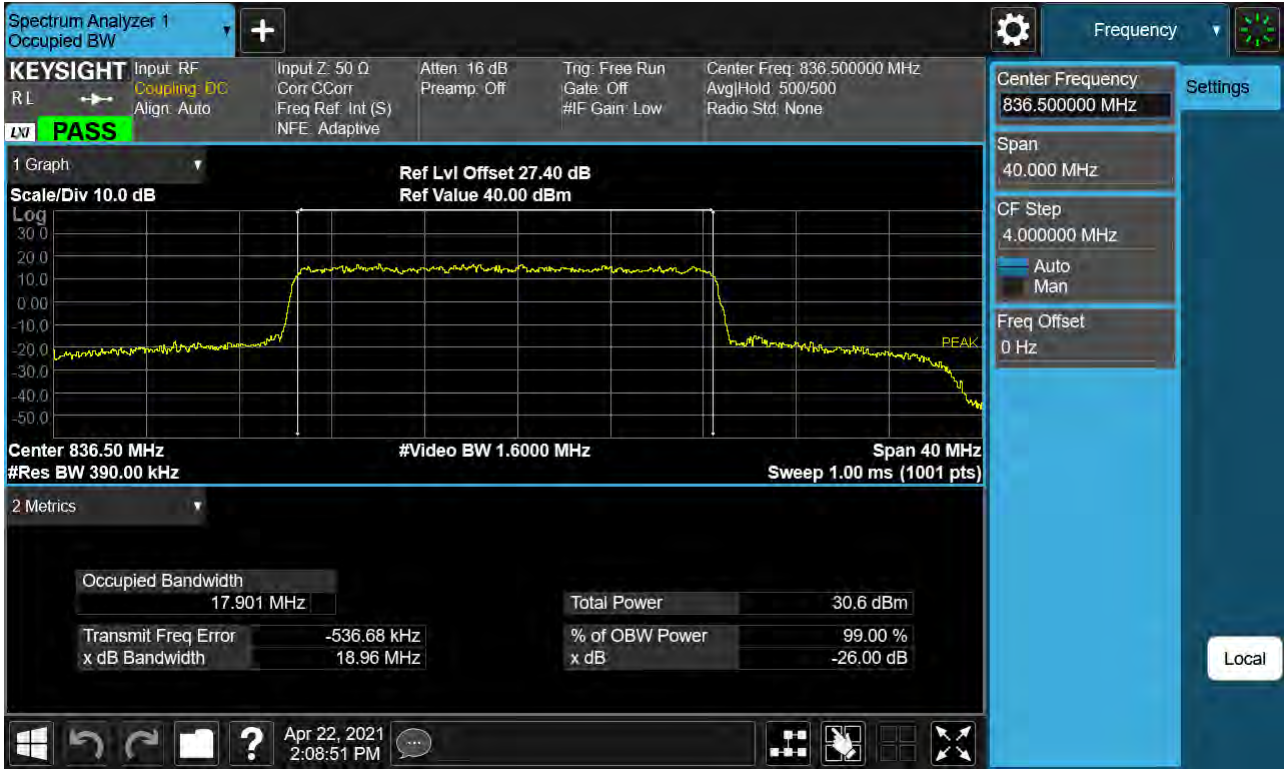 Spectrum Analyzer 1
Occupied BW
▼
+
Frequency
▼
KEYSIGHT
R L
LXI
PASS
Input: RF
Coupling: DC
Align: Auto
Input Z: 50 Ω
Corr CCorr
Freq Ref: Int (S)
NFE: Adaptive
Atten: 16 dB
Preamp: Off
Trig: Free Run
Gate: Off
#IF Gain: Low
Center Freq: 836.500000 MHz
Avg|Hold: 500/500
Radio Std: None
Center Frequency
836.500000 MHz
Settings
Span
40.000 MHz
CF Step
4.000000 MHz
Auto
Man
Freq Offset
0 Hz
1 Graph
▼
Scale/Div 10.0 dB
Ref Lvl Offset 27.40 dB
Ref Value 40.00 dBm
Log
30.0
20.0
10.0
0.00
-10.0
-20.0
-30.0
-40.0
-50.0
PEAK
Center 836.50 MHz
#Video BW 1.6000 MHz
Span 40 MHz
#Res BW 390.00 kHz
Sweep 1.00 ms (1001 pts)
2 Metrics
▼
Occupied Bandwidth
17.901 MHz
Total Power 30.6 dBm
Transmit Freq Error -536.68 kHz
% of OBW Power 99.00 %
x dB Bandwidth 18.96 MHz
x dB -26.00 dB
Local
?
Apr 22, 2021
2:08:51 PM